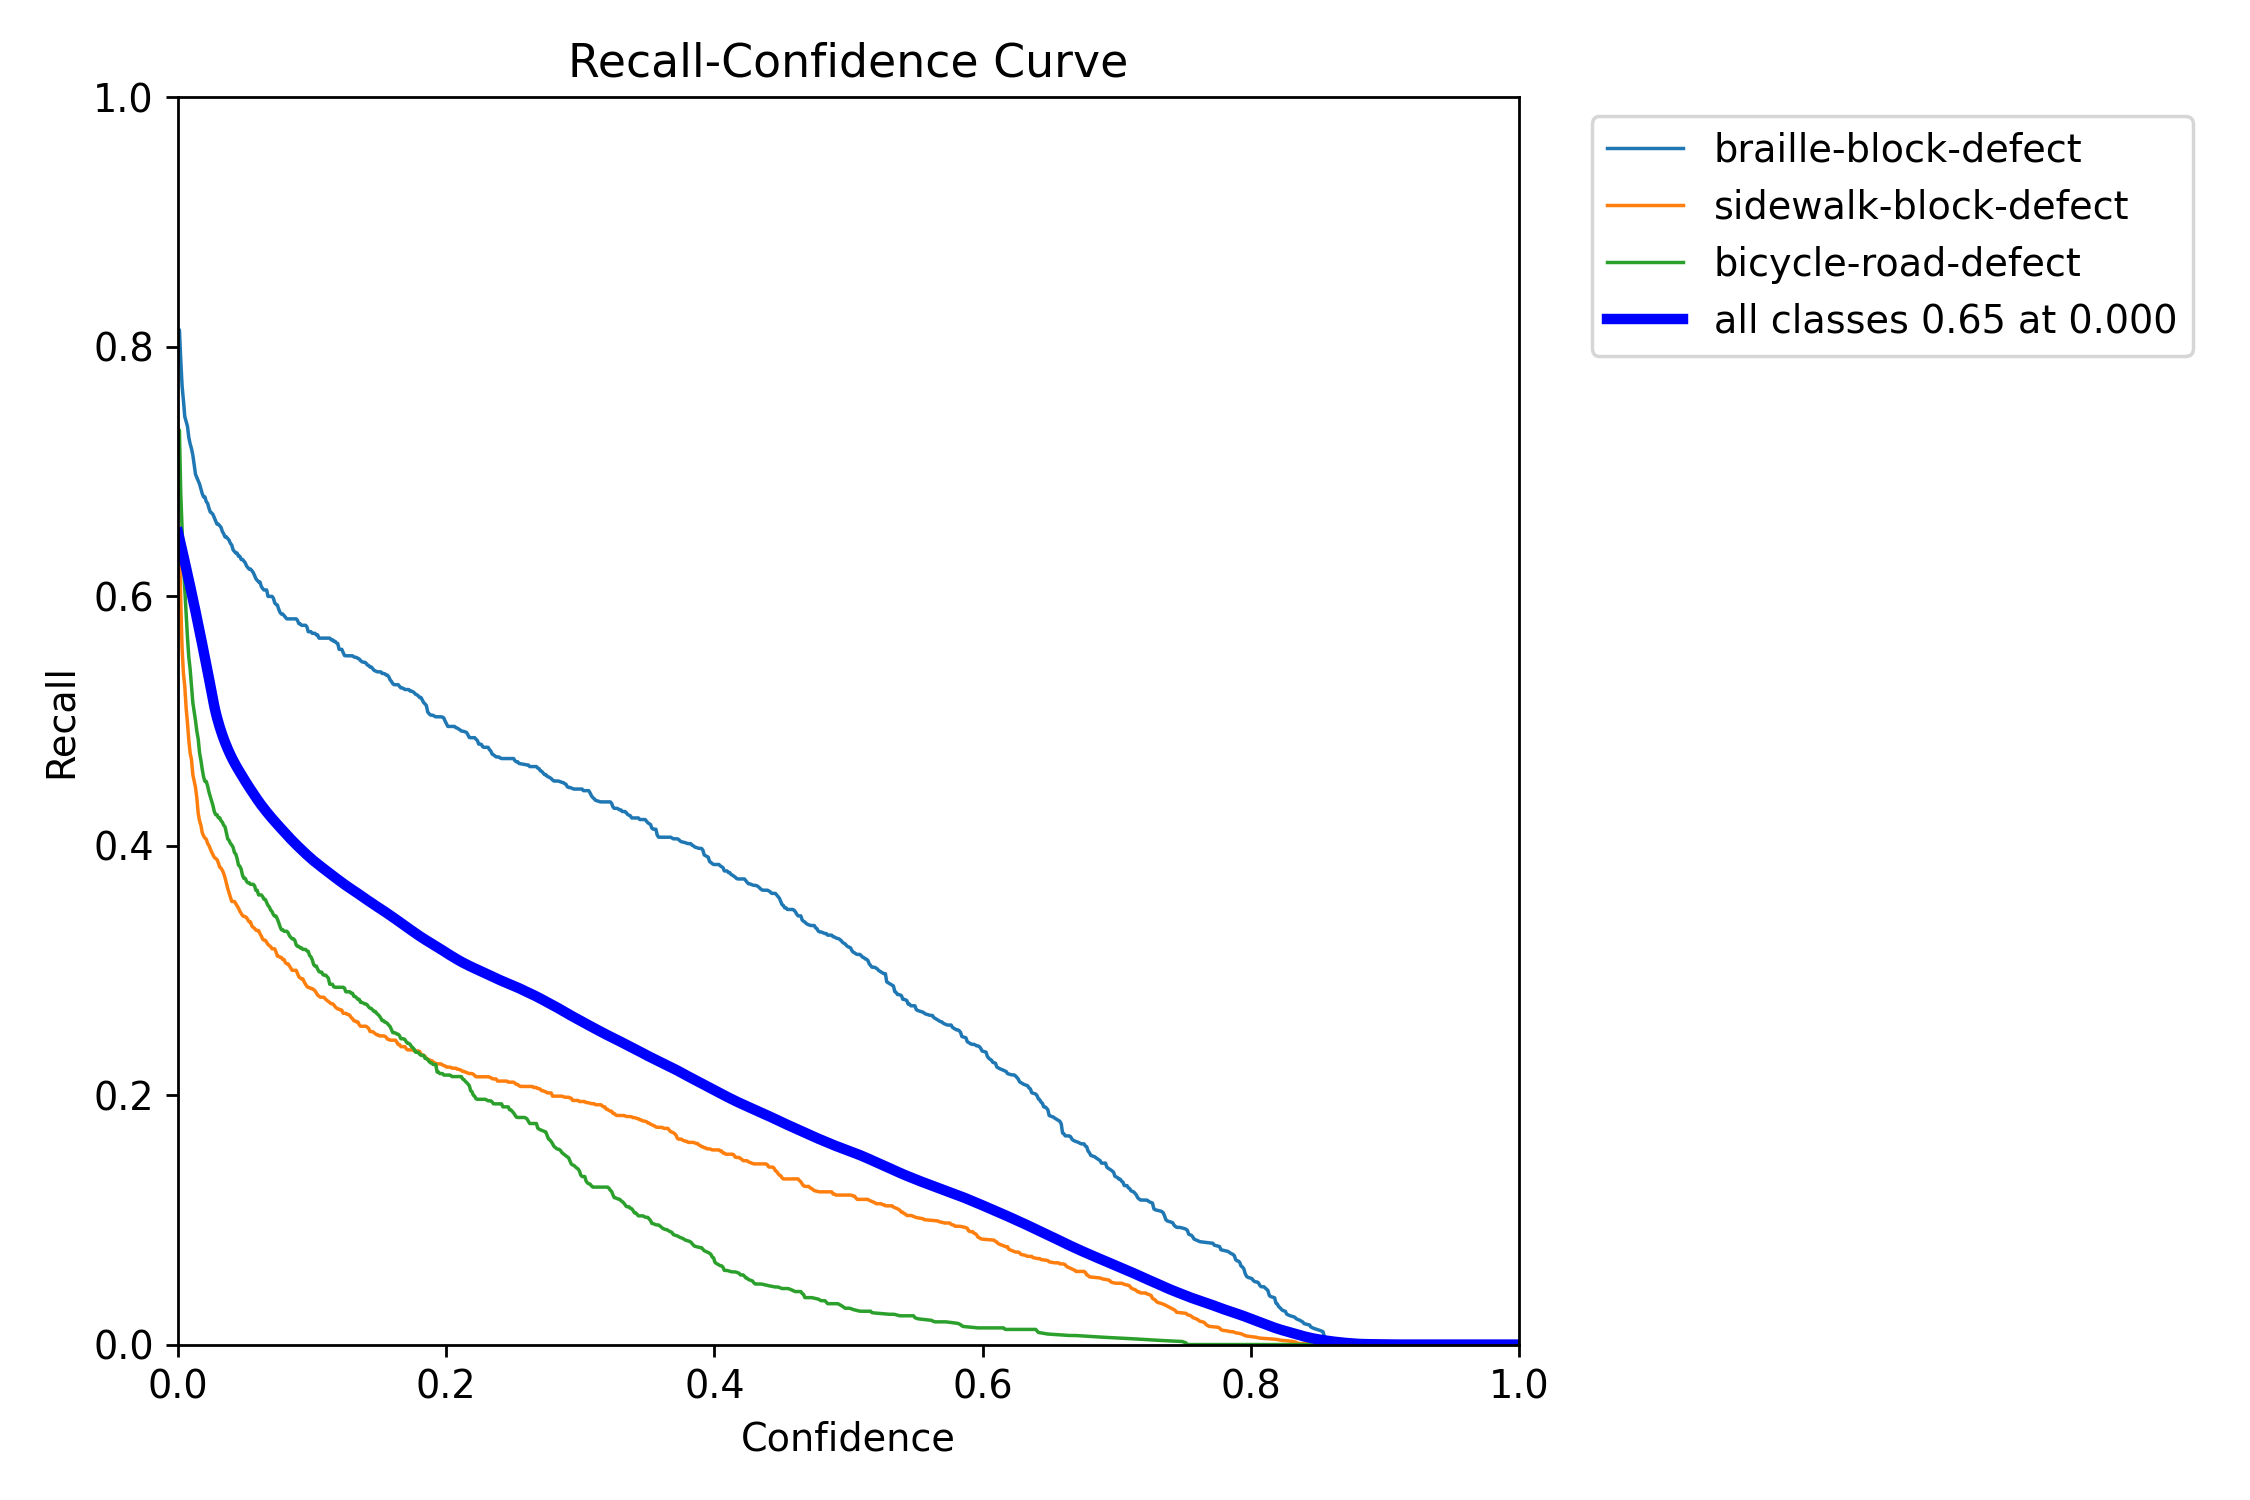 Recall-Confidence Curve
1.0
0.8
0.6
0.4
0.2
0.0
Recall
0.0 0.2 0.4 0.6 0.8 1.0
Confidence
braille-block-defect
sidewalk-block-defect
bicycle-road-defect
all classes 0.65 at 0.000